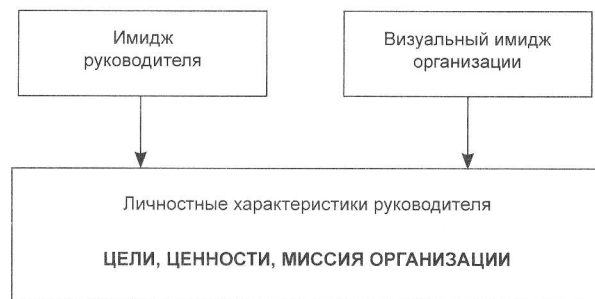 Имидж
руководителя
Визуальный имидж
организации
Личностные характеристики руководителя
ЦЕЛИ, ЦЕННОСТИ, МИССИЯ ОРГАНИЗАЦИИ